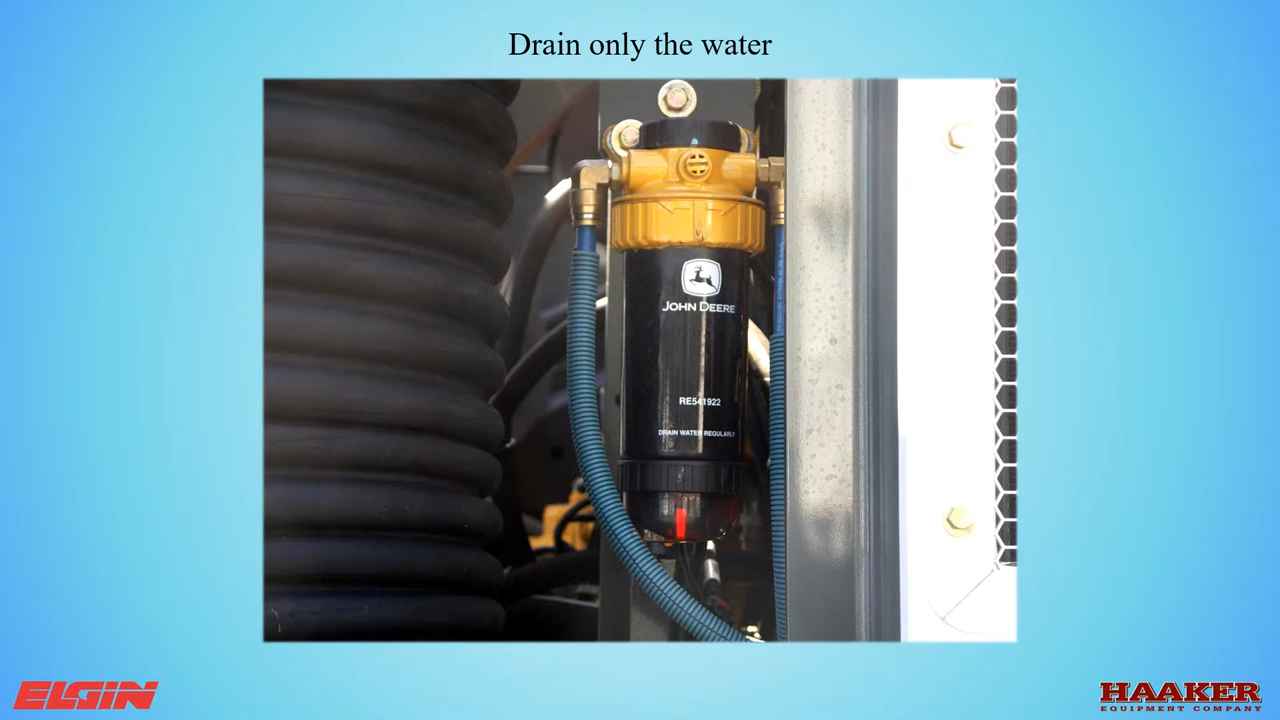 Drain only the water
JOHN DEERE
RE541922
DRAIN WATER REGULARLY
ELGIN
HAAKER
EQUIPMENT COMPANY